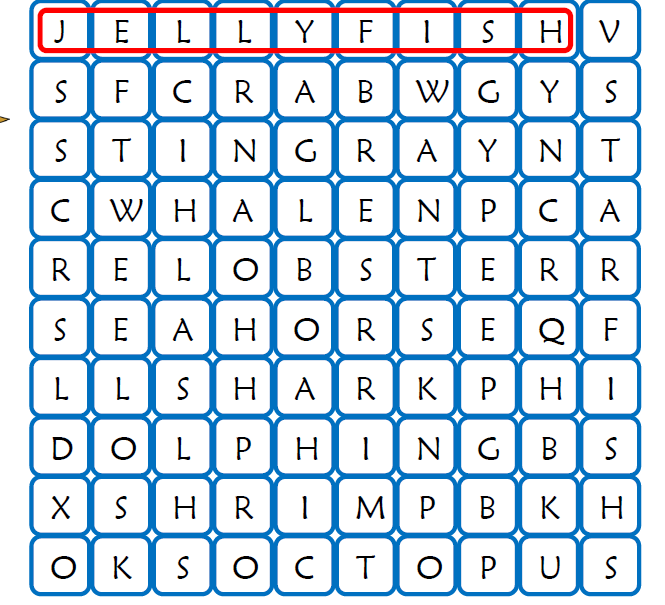 J E L L Y F I S H V
S F C R A B W G Y S
S T I N G R A Y N T
C W H A L E N P C A
R E L O B S T E R R
S E A H O R S E Q F
L L S H A R K P H I
D O L P H I N G B S
X S H R I M P B K H
O K S O C T O P U S